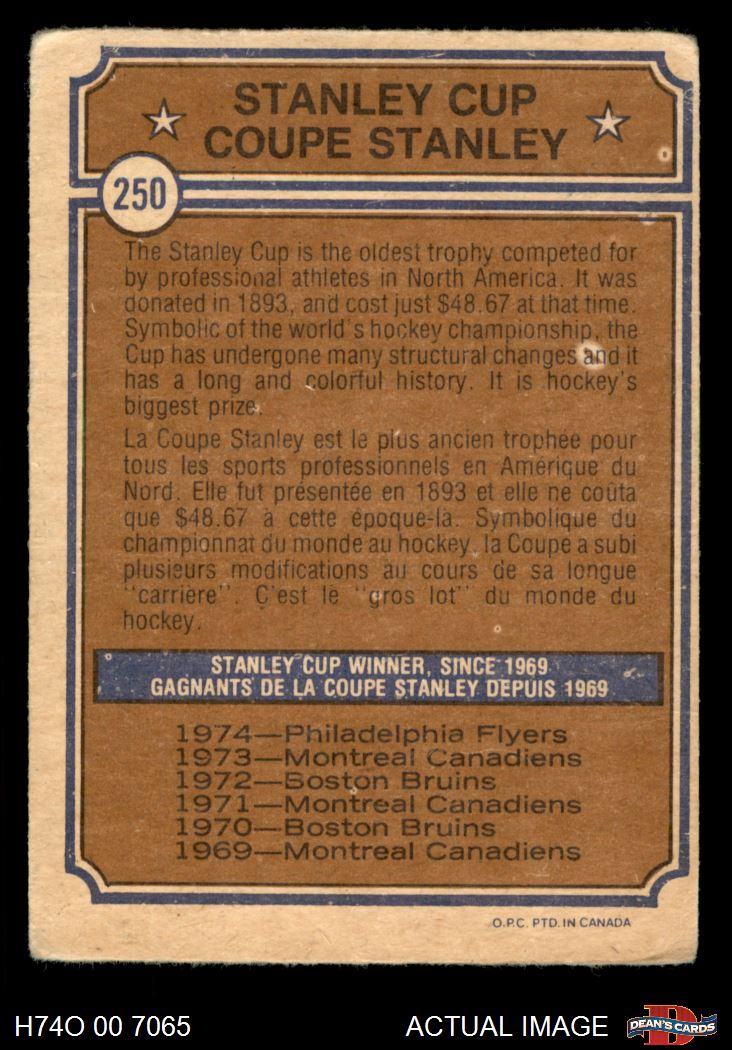 STANLEY CUP
COUPE STANLEY
250
The Stanley Cup is the oldest trophy competed for
by professional athletes in North America. It was
donated in 1893, and cost just $48.67 at that time.
Symbolic of the world's hockey championship, the
Cup has undergone many structural changes and it
has a long and colorful history. It is hockey's
biggest prize.
La Coupe Stanley est le plus ancien trophée pour
tous les sports professionnels en Amérique du
Nord. Elle fut présentée en 1893 et elle ne coûta
que $48.67 à cette époque-là. Symbolique du
championnat du monde au hockey, la Coupe a subi
plusieurs modifications au cours de sa longue
"carrière". C'est le "gros lot" du monde du
hockey.
STANLEY CUP WINNER, SINCE 1969
GAGNANTS DE LA COUPE STANLEY DEPUIS 1969
1974—Philadelphia Flyers
1973—Montreal Canadiens
1972—Boston Bruins
1971—Montreal Canadiens
1970—Boston Bruins
1969—Montreal Canadiens
O.P.C. PTD. IN CANADA
H74O 00 7065
ACTUAL IMAGE
D
DEAN'S CARDS